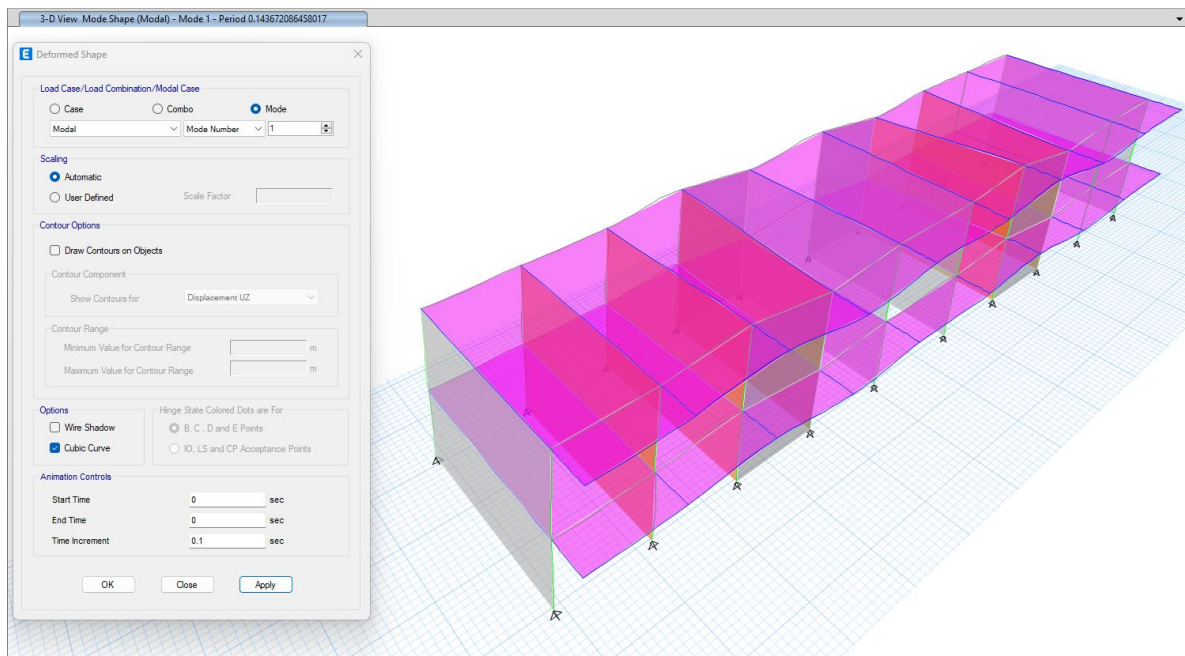 3-D View Mode Shape (Modal) - Mode 1 - Period 0.143672086458017
E Deformed Shape
Load Case/Load Combination/Modal Case
Case Combo Mode
Modal Mode Number 1
Scaling
Automatic
User Defined Scale Factor
Contour Options
Draw Contours on Objects
Contour Component
Show Contours for Displacement UZ
Contour Range
Minimum Value for Contour Range m
Maximum Value for Contour Range m
Options Hinge State Colored Dots are For
Wire Shadow B, C , D and E Points
Cubic Curve IO, LS and CP Acceptance Points
Animation Controls
Start Time 0 sec
End Time 0 sec
Time Increment 0.1 sec
OK Close Apply